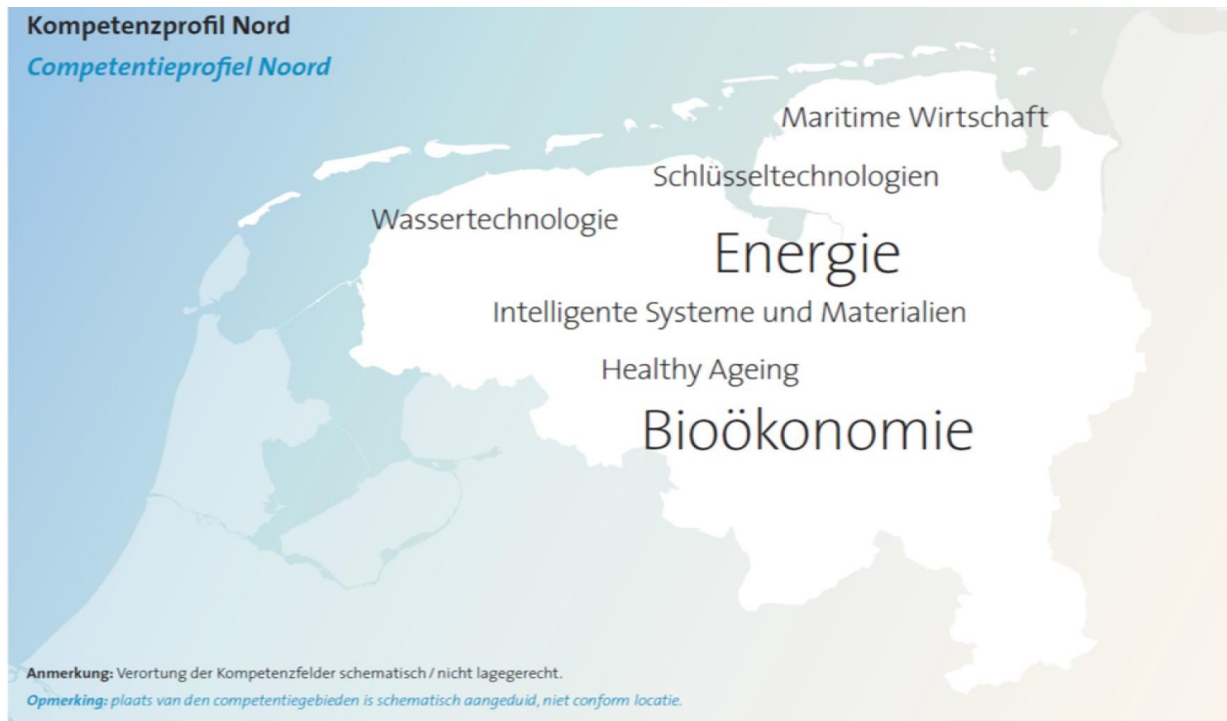 Kompetenzprofil Nord
Competentieprofiel Noord
Maritime Wirtschaft
Schlüsseltechnologien
Wassertechnologie
Energie
Intelligente Systeme und Materialien
Healthy Ageing
Bioökonomie
Anmerkung: Verortung der Kompetenzfelder schematisch / nicht lagegerecht.
Opmerking: plaats van den competentiegebieden is schematisch aangeduid, niet conform locatie.